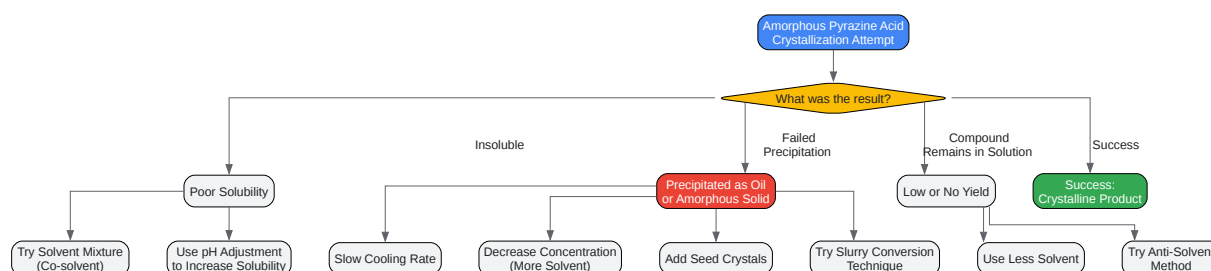 Amorphous Pyrazine Acid
Crystallization Attempt
What was the result?
Insoluble
Failed
Precipitation
Compound
Remains in Solution
Success
Poor Solubility
Precipitated as Oil
or Amorphous Solid
Low or No Yield
Success:
Crystalline Product
Try Solvent Mixture
(Co-solvent)
Use pH Adjustment
to Increase Solubility
Slow Cooling Rate
Decrease Concentration
(More Solvent)
Add Seed Crystals
Try Slurry Conversion
Technique
Use Less Solvent
Try Anti-Solvent
Method